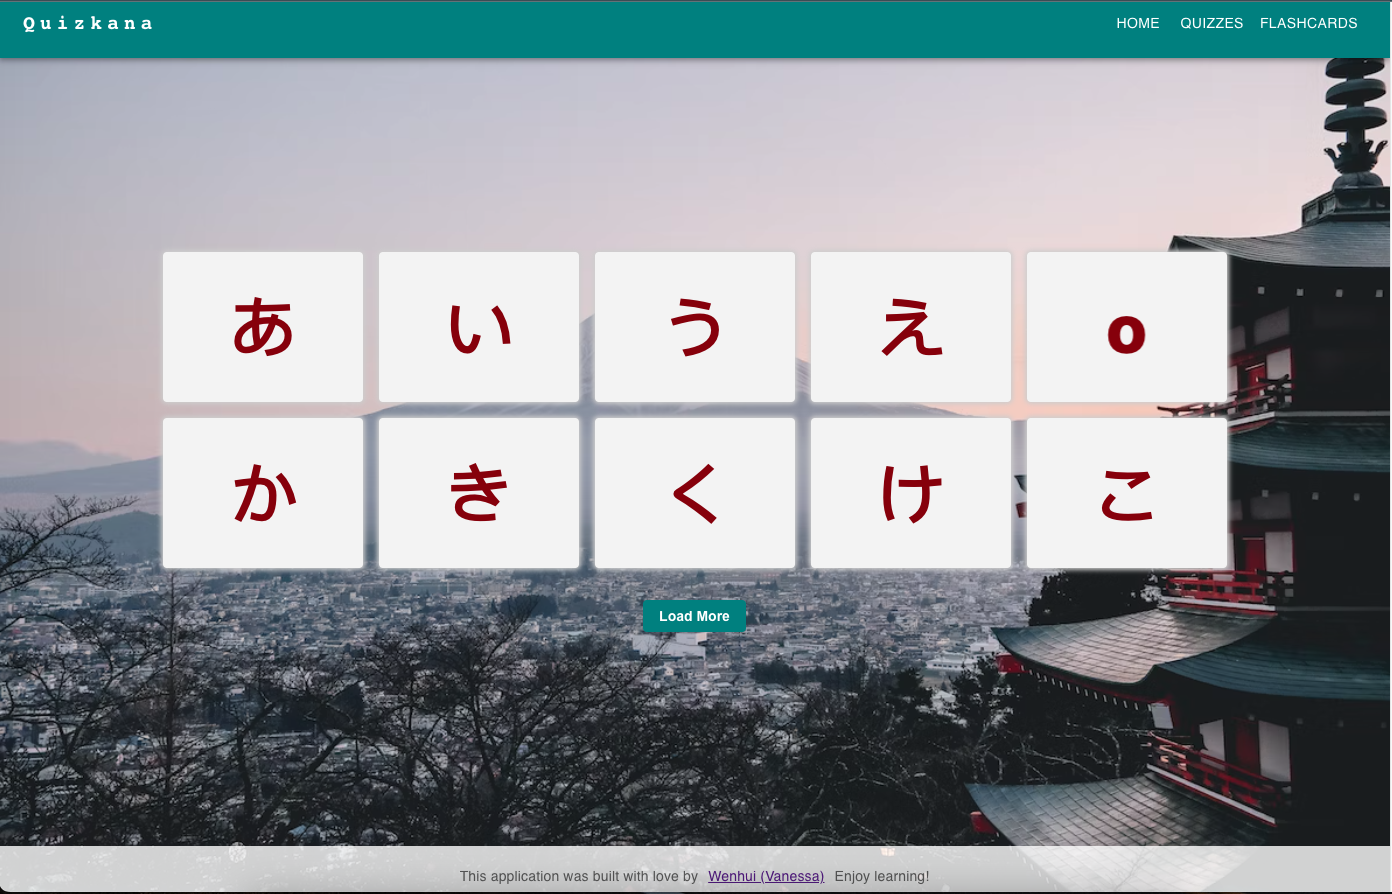 Quizkana HOME QUIZZES FLASHCARDS
あ い う え o
か き く け こ
Load More
This application was built with love by Wenhui (Vanessa) Enjoy learning!